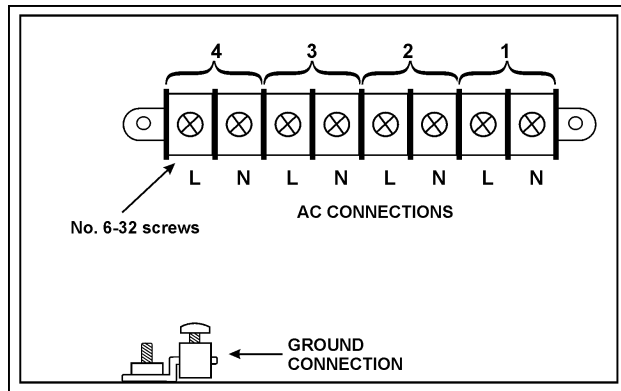 4 3 2 1
L N L N L N L N
AC CONNECTIONS
No. 6-32 screws
GROUND
CONNECTION